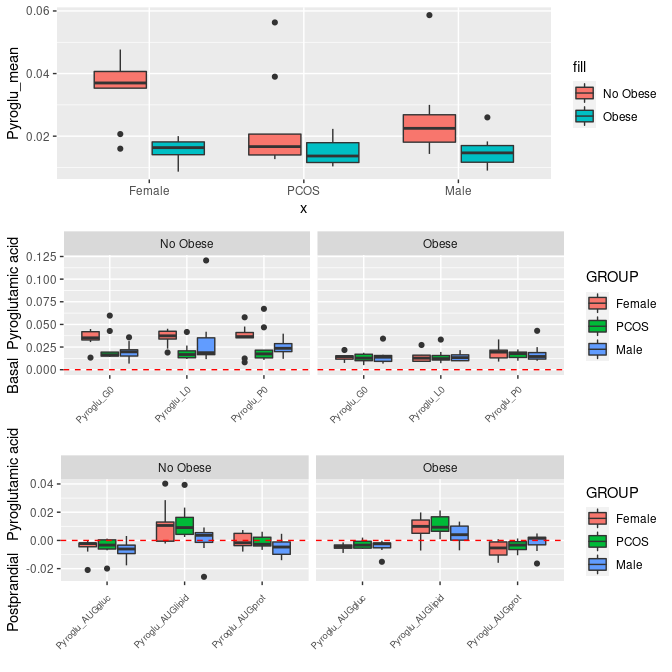 0.06
0.04
0.02
Pyroglu_mean
Female PCOS Male
x
fill
No Obese
Obese
No Obese Obese
0.125
0.100
0.075
0.050
0.025
0.000
Basal Pyroglutamic acid
Pyroglu_G0 Pyroglu_L0 Pyroglu_P0 Pyroglu_G0 Pyroglu_L0 Pyroglu_P0
GROUP
Female
PCOS
Male
No Obese Obese
0.04
0.02
0.00
-0.02
Postprandial Pyroglutamic acid
Pyroglu_AUGgluc Pyroglu_AUGlipid Pyroglu_AUGprot Pyroglu_AUGgluc Pyroglu_AUGlipid Pyroglu_AUGprot
GROUP
Female
PCOS
Male